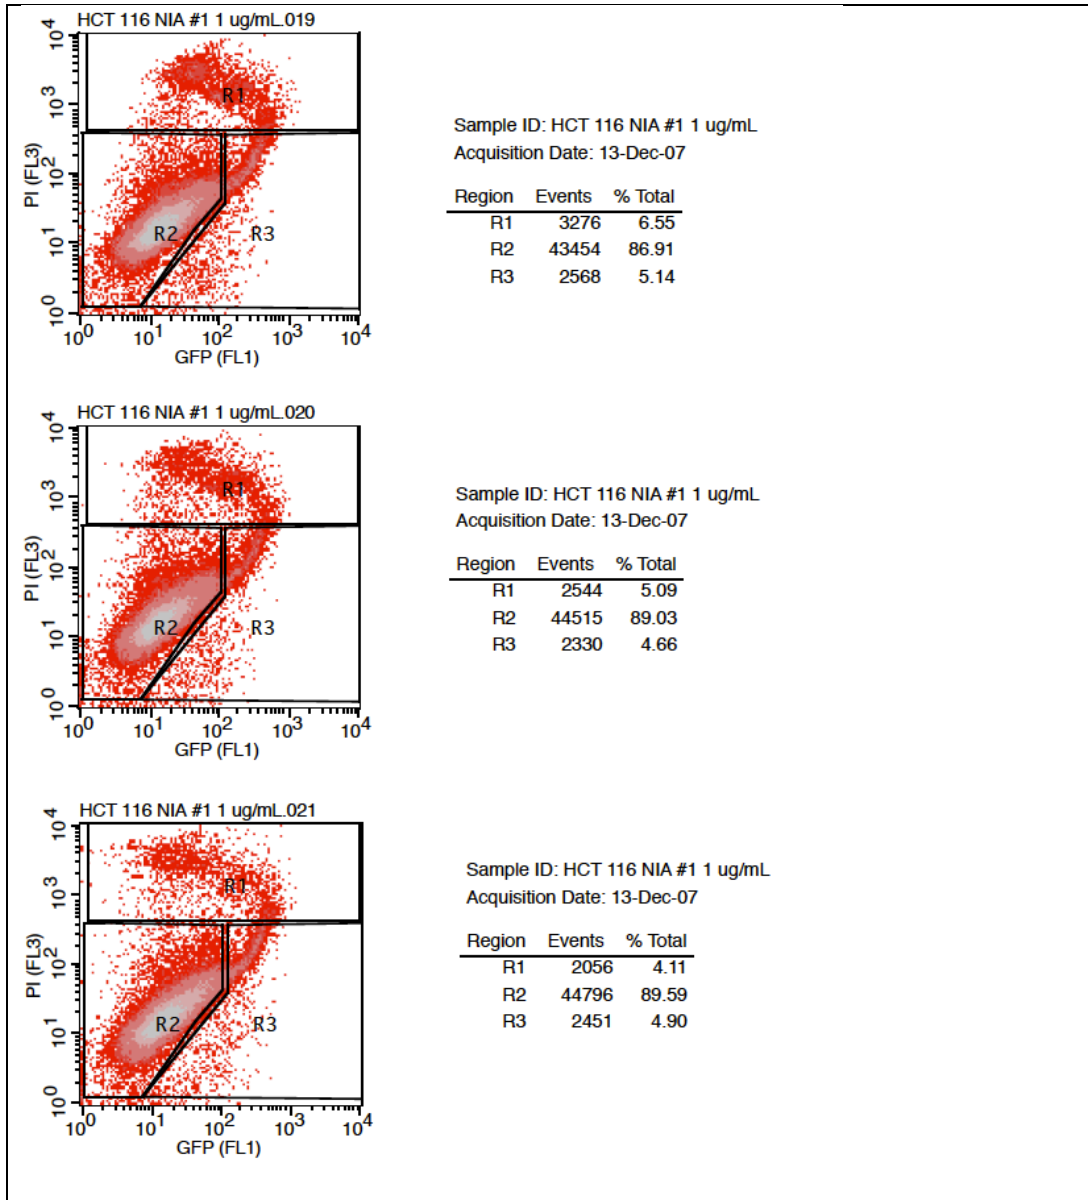 HCT 116 NIA #1 1 ug/mL.019
10^4
10^3
10^2
10^1
10^0
PI (FL3)
R1
R2
R3
10^0 10^1 10^2 10^3 10^4
GFP (FL1)
Sample ID: HCT 116 NIA #1 1 ug/mL
Acquisition Date: 13-Dec-07
Region Events % Total
R1 3276 6.55
R2 43454 86.91
R3 2568 5.14
HCT 116 NIA #1 1 ug/mL.020
10^4
10^3
10^2
10^1
10^0
PI (FL3)
R1
R2
R3
10^0 10^1 10^2 10^3 10^4
GFP (FL1)
Sample ID: HCT 116 NIA #1 1 ug/mL
Acquisition Date: 13-Dec-07
Region Events % Total
R1 2544 5.09
R2 44515 89.03
R3 2330 4.66
HCT 116 NIA #1 1 ug/mL.021
10^4
10^3
10^2
10^1
10^0
PI (FL3)
R1
R2
R3
10^0 10^1 10^2 10^3 10^4
GFP (FL1)
Sample ID: HCT 116 NIA #1 1 ug/mL
Acquisition Date: 13-Dec-07
Region Events % Total
R1 2056 4.11
R2 44796 89.59
R3 2451 4.90